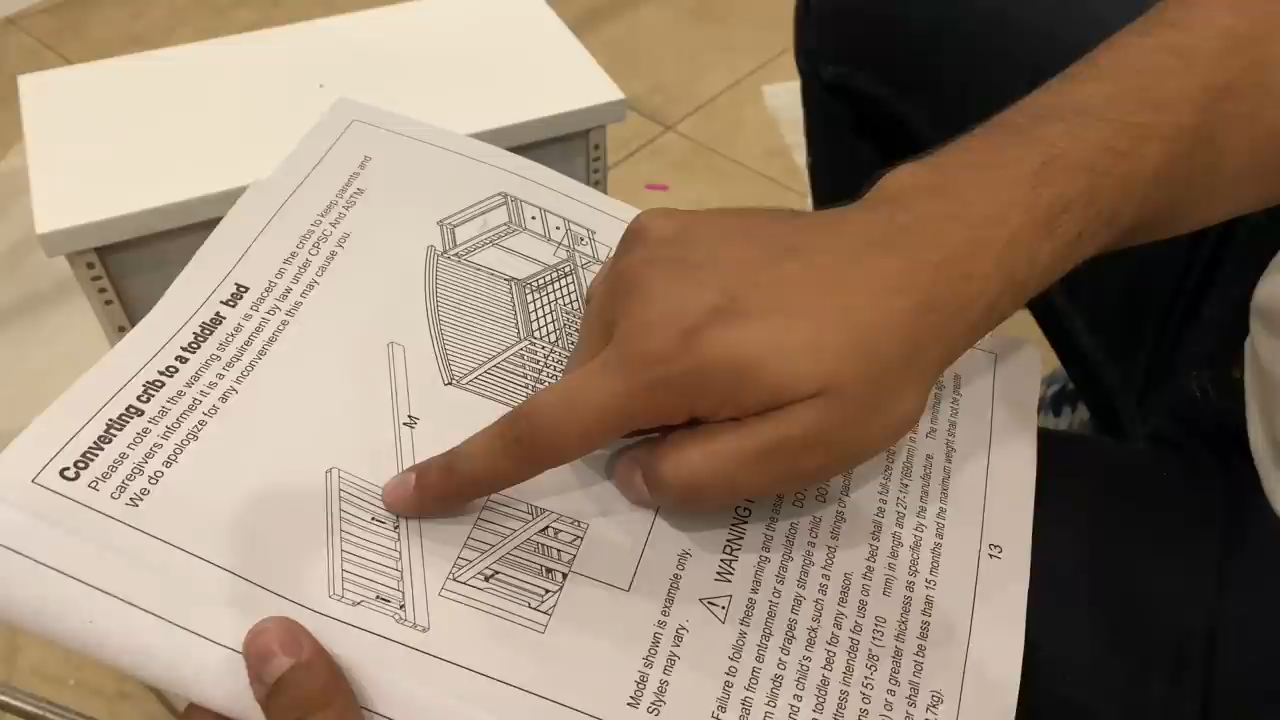 Converting crib to a toddler bed
Please note that the warning sticker is placed on the cribs to keep parents and
caregivers informed it is a requirement by law under CPSC And ASTM.
We do apologize for any inconvenience this may cause you.
M
Model shown is example only.
Styles may vary.
WARNING
Failure to follow these warning and the asse
eath from entrapment or strangulation. DO
m blinds or drapes may strangle a child. DO
nd a child's neck,such as a hood, strings or pacif
toddler bed for any reason.
ttress intended for use on the bed shall be a full-size crib
ns of 51-5/8" (1310 mm) in length and 27-1/4"(690mm) in
) or a greater thickness as specified by the manufacture. The minimum age
er shall not be less than 15 months and the maximum weight shall not be greater
.7kg).
13